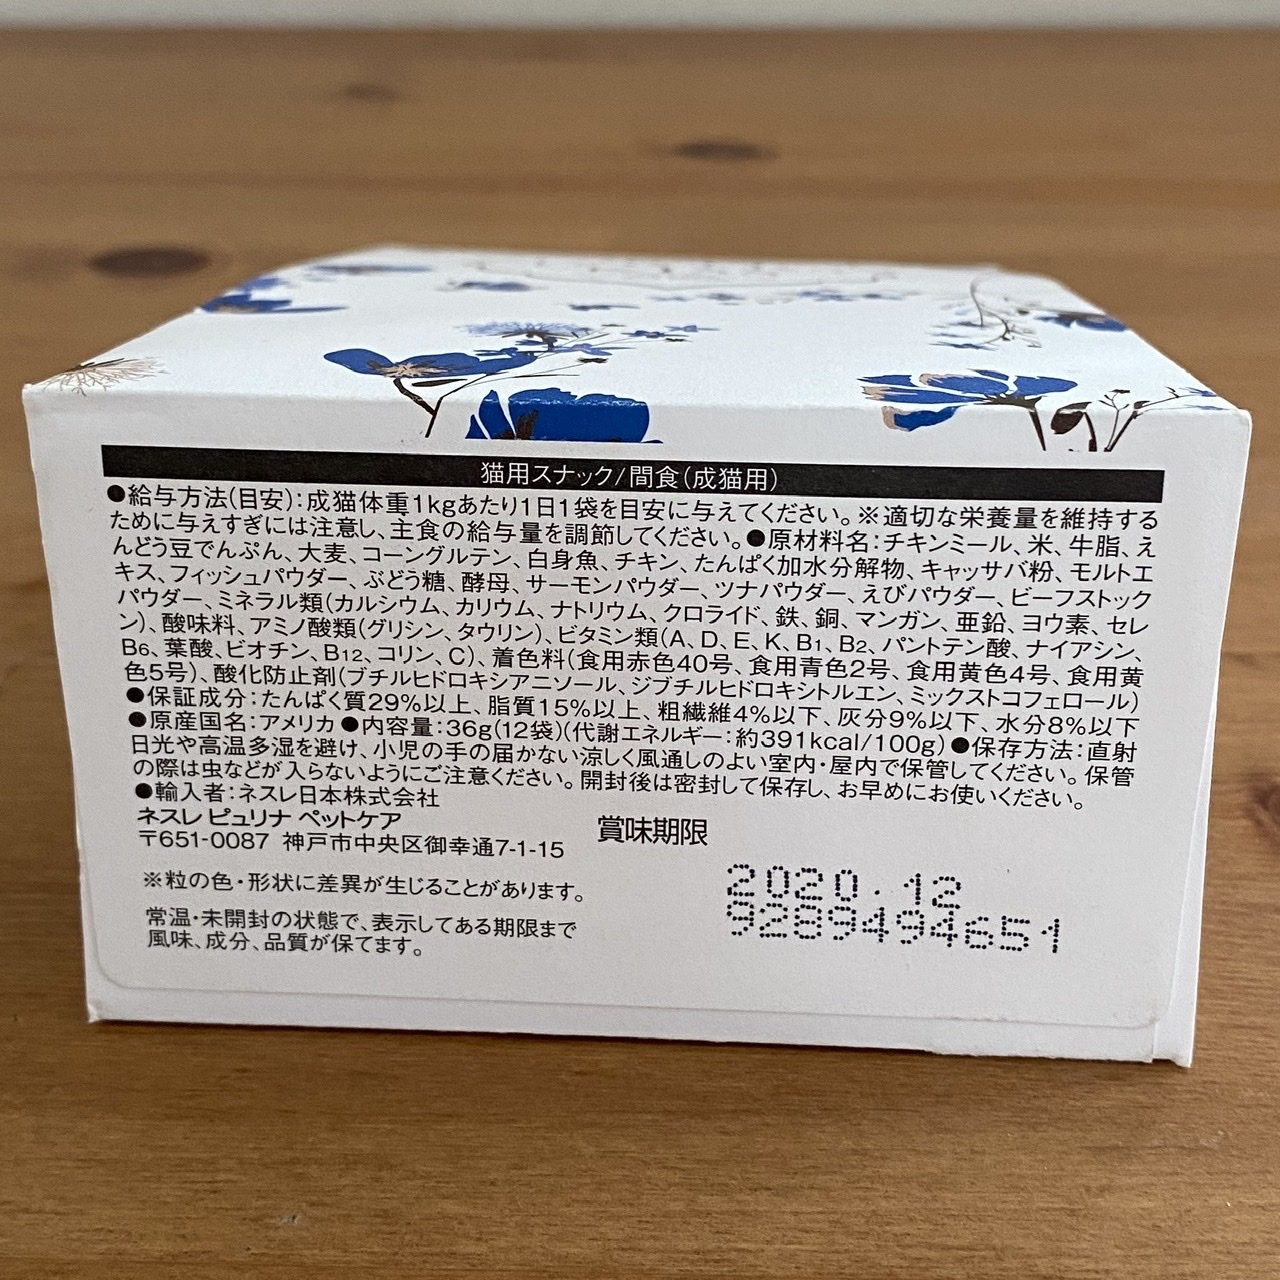 猫用スナック/間食(成猫用)
●給与方法(目安):成猫体重1kgあたり1日1袋を目安に与えてください。※適切な栄養量を維持する
ために与えすぎには注意し、主食の給与量を調節してください。●原材料名:チキンミール、米、牛脂、え
んどう豆でんぷん、大麦、コーングルテン、白身魚、チキン、たんぱく加水分解物、キャッサバ粉、モルトエ
キス、フィッシュパウダー、ぶどう糖、酵母、サーモンパウダー、ツナパウダー、えびパウダー、ビーフストック
パウダー、ミネラル類(カルシウム、カリウム、ナトリウム、クロライド、鉄、銅、マンガン、亜鉛、ヨウ素、セレ
ン)、酸味料、アミノ酸類(グリシン、タウリン)、ビタミン類(A、D、E、K、B1、B2、パントテン酸、ナイアシン、
B6、葉酸、ビオチン、B12、コリン、C)、着色料(食用赤色40号、食用青色2号、食用黄色4号、食用黄
色5号)、酸化防止剤(ブチルヒドロキシアニソール、ジブチルヒドロキシトルエン、ミックストコフェロール)
●保証成分:たんぱく質29%以上、脂質15%以上、粗繊維4%以下、灰分9%以下、水分8%以下
●原産国名:アメリカ●内容量:36g(12袋)(代謝エネルギー:約391kcal/100g)●保存方法:直射
日光や高温多湿を避け、小児の手の届かない涼しく風通しのよい室内・屋内で保管してください。保管
の際は虫などが入らないようにご注意ください。開封後は密封して保存し、お早めにお使いください。
●輸入者:ネスレ日本株式会社
ネスレ ピュリナ ペットケア
〒651-0087 神戸市中央区御幸通7-1-15
賞味期限
2020.12
9289494651
※粒の色・形状に差異が生じることがあります。
常温・未開封の状態で、表示してある期限まで
風味、成分、品質が保てます。